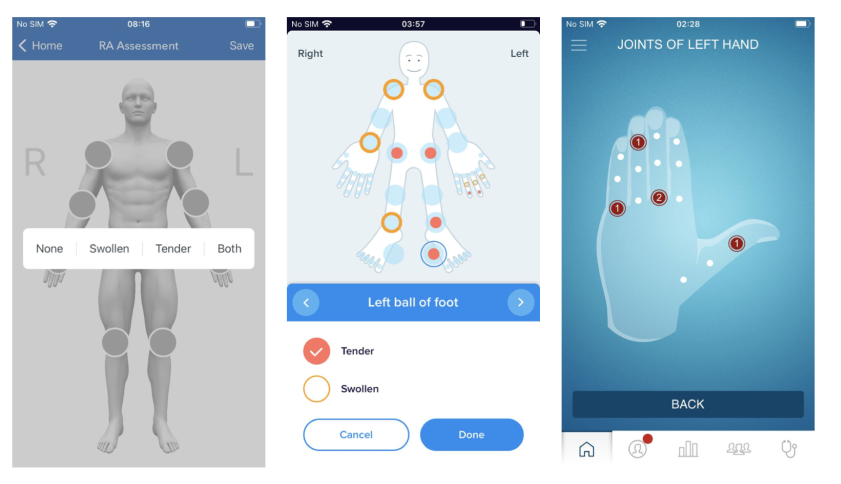 No SIM 08:16
Home RA Assessment Save
R L
None Swollen Tender Both
No SIM 03:57
Right Left
Left ball of foot
Tender
Swollen
Cancel Done
No SIM 02:28
JOINTS OF LEFT HAND
1
1
2
1
BACK